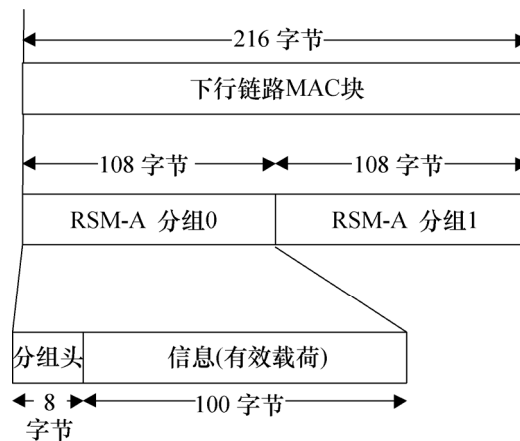 216 字节
下行链路MAC块
108 字节 108 字节
RSM-A 分组0 RSM-A 分组1
分组头 信息(有效载荷)
8 100 字节
字节